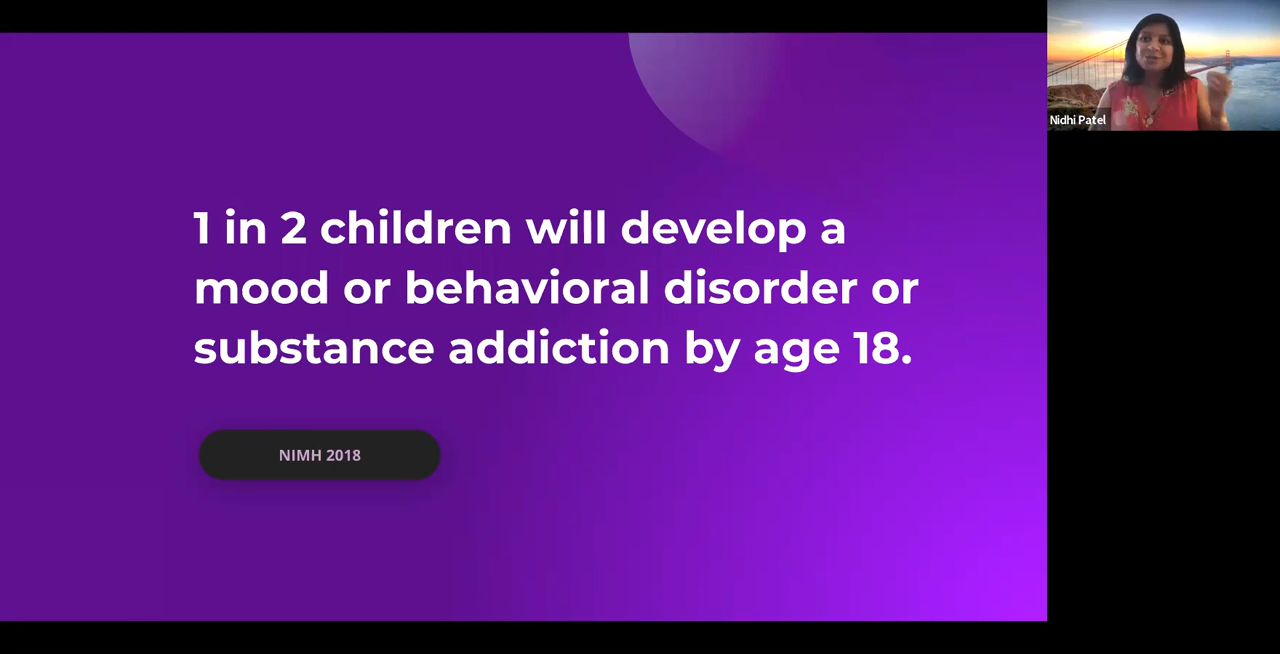 1 in 2 children will develop a
mood or behavioral disorder or
substance addiction by age 18.
NIMH 2018
Nidhi Patel